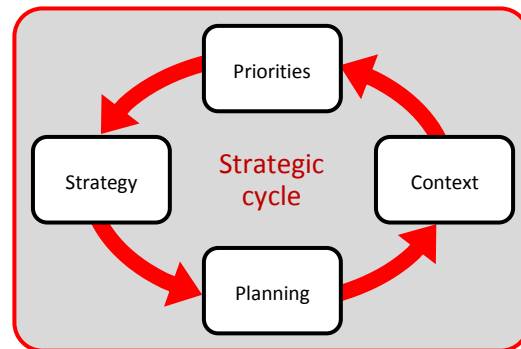 Priorities
Strategy
Strategic
cycle
Context
Planning